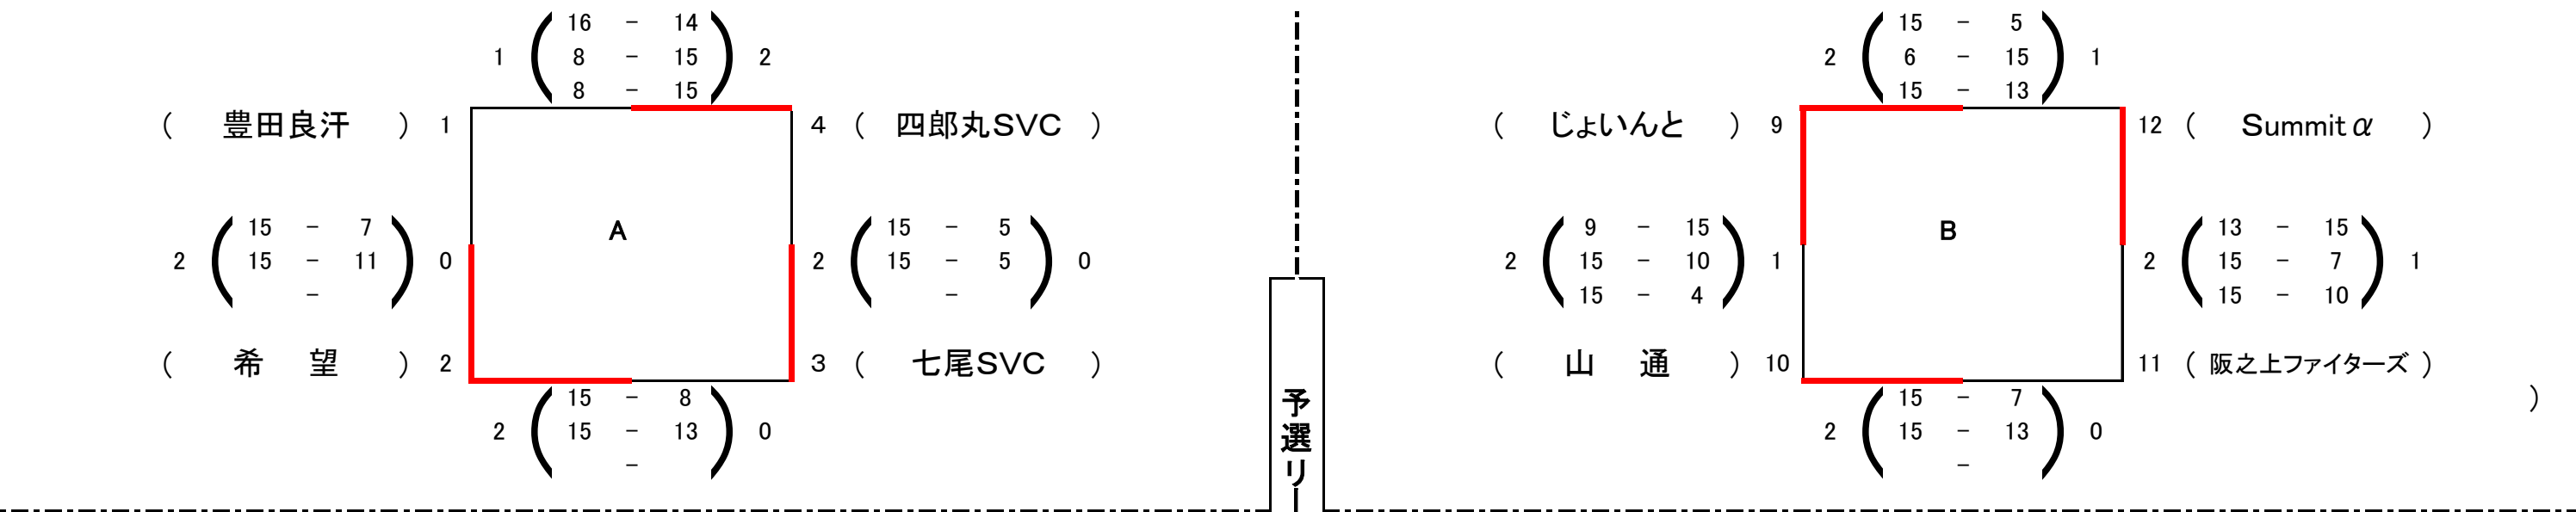 16 - 14
1 ( 8 - 15 ) 2
8 - 15
( 豊田良汗 ) 1
4 ( 四郎丸SVC )
15 - 7
2 ( 15 - 11 ) 0
-
A
15 - 5
2 ( 15 - 5 ) 0
-
( 希 望 ) 2
3 ( 七尾SVC )
15 - 8
2 ( 15 - 13 ) 0
-
予選リー
15 - 5
2 ( 6 - 15 ) 1
15 - 13
( じょいんと ) 9
12 ( Summitα )
9 - 15
2 ( 15 - 10 ) 1
15 - 4
B
13 - 15
2 ( 15 - 7 ) 1
15 - 10
( 山 通 ) 10
11 ( 阪之上ファイターズ )
)
15 - 7
2 ( 15 - 13 ) 0
-